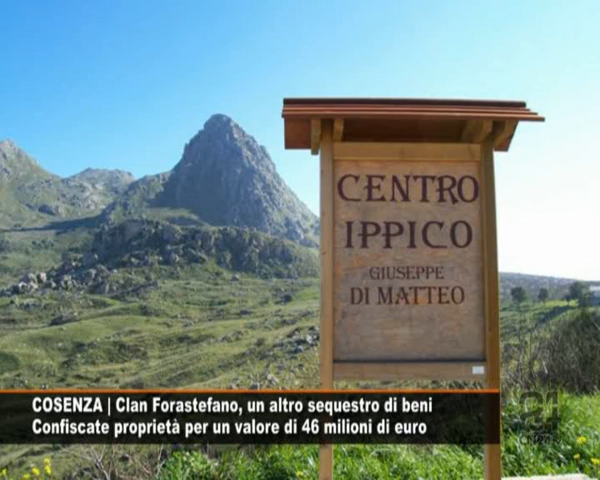 CENTRO
IPPICO
GIUSEPPE
DI MATTEO
COSENZA | Clan Forastefano, un altro sequestro di beni
Confiscate proprietà per un valore di 46 milioni di euro